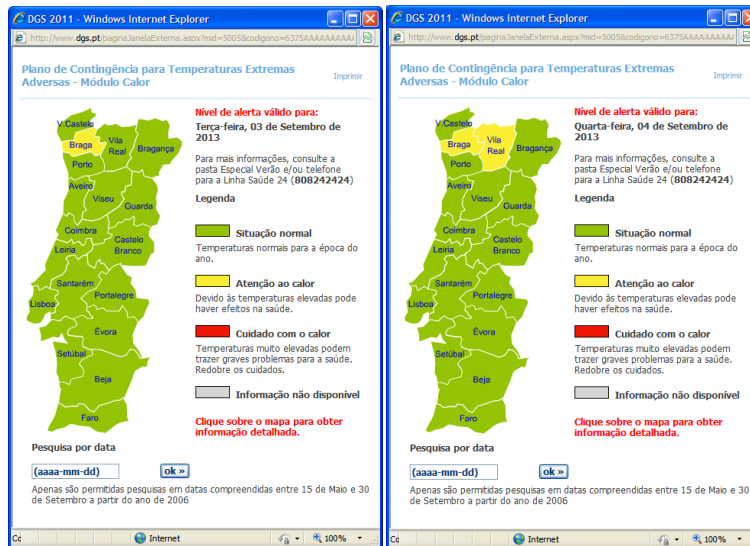 DGS 2011 - Windows Internet Explorer
http://www.dgs.pt/paginaJanelaExterna.aspx?mid=5005&codigono=6375AAAAAAAAA/
Plano de Contingência para Temperaturas Extremas
Adversas - Módulo Calor
Imprimir
V.Castelo
Braga
Vila
Real
Bragança
Porto
Aveiro
Viseu
Guarda
Coimbra
Castelo
Branco
Leiria
Santarém
Portalegre
Lisboa
Évora
Setúbal
Beja
Faro
Nível de alerta válido para:
Terça-feira, 03 de Setembro de
2013
Para mais informações, consulte a
pasta Especial Verão e/ou telefone
para a Linha Saúde 24 (808242424)
Legenda
Situação normal
Temperaturas normais para a época do
ano.
Atenção ao calor
Devido às temperaturas elevadas pode
haver efeitos na saúde.
Cuidado com o calor
Temperaturas muito elevadas podem
trazer graves problemas para a saúde.
Redobre os cuidados.
Informação não disponível
Clique sobre o mapa para obter
informação detalhada.
Pesquisa por data
(aaaa-mm-dd)
ok »
Apenas são permitidas pesquisas em datas compreendidas entre 15 de Maio e 30
de Setembro a partir do ano de 2006
Internet
100%
DGS 2011 - Windows Internet Explorer
http://www.dgs.pt/paginaJanelaExterna.aspx?mid=5005&codigono=6375AAAAAAAAA/
Plano de Contingência para Temperaturas Extremas
Adversas - Módulo Calor
Imprimir
V.Castelo
Braga
Vila
Real
Bragança
Porto
Aveiro
Viseu
Guarda
Coimbra
Castelo
Branco
Leiria
Santarém
Portalegre
Lisboa
Évora
Setúbal
Beja
Faro
Nível de alerta válido para:
Quarta-feira, 04 de Setembro de
2013
Para mais informações, consulte a
pasta Especial Verão e/ou telefone
para a Linha Saúde 24 (808242424)
Legenda
Situação normal
Temperaturas normais para a época do
ano.
Atenção ao calor
Devido às temperaturas elevadas pode
haver efeitos na saúde.
Cuidado com o calor
Temperaturas muito elevadas podem
trazer graves problemas para a saúde.
Redobre os cuidados.
Informação não disponível
Clique sobre o mapa para obter
informação detalhada.
Pesquisa por data
(aaaa-mm-dd)
ok »
Apenas são permitidas pesquisas em datas compreendidas entre 15 de Maio e 30
de Setembro a partir do ano de 2006
Internet
100%